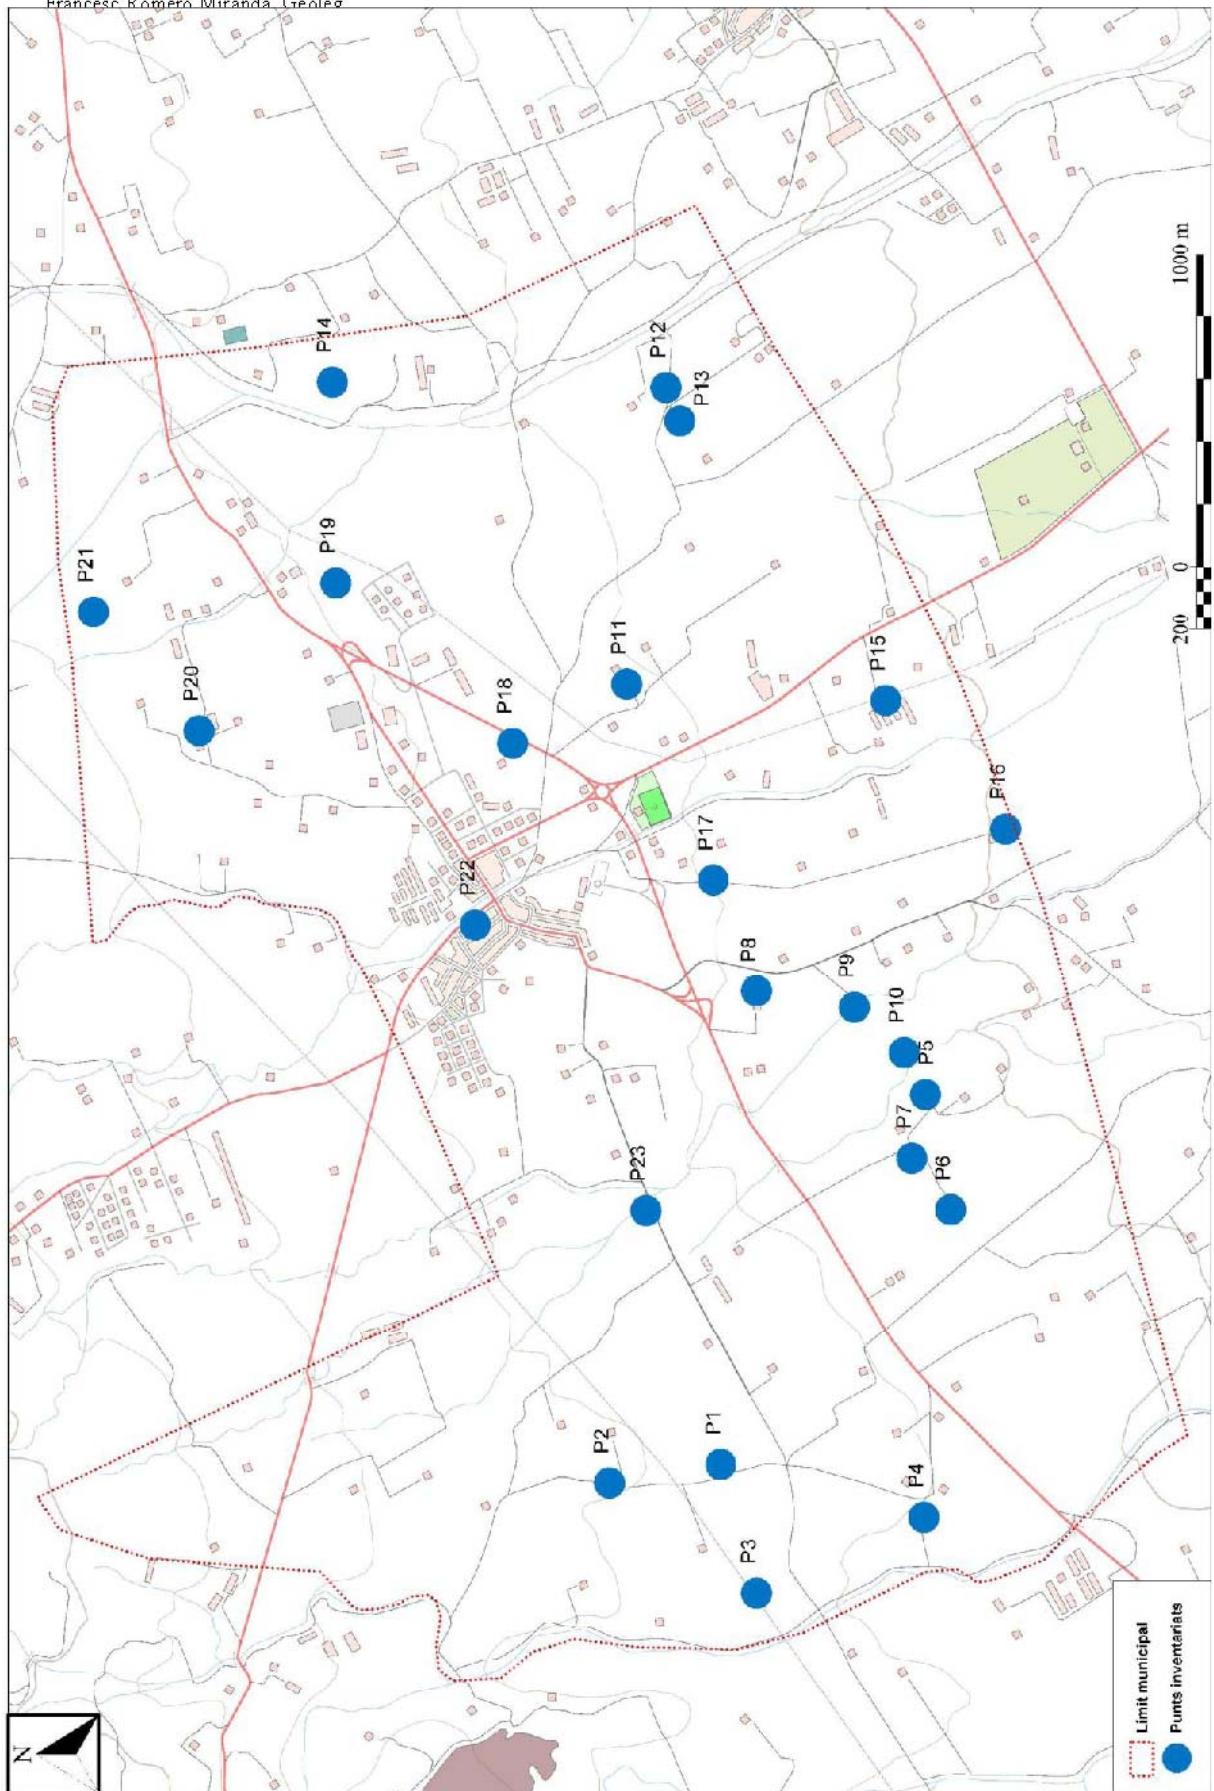 Francesc Romero Miranda, Geòleg
P21
P20
P14
P19
P12
P13
P11
P18
P22
P15
P16
P17
P8
P9
P10
P5
P7
P6
P23
P2
P1
P4
P3
200
0
1000 m
N
Límit municipal
Punts inventariats